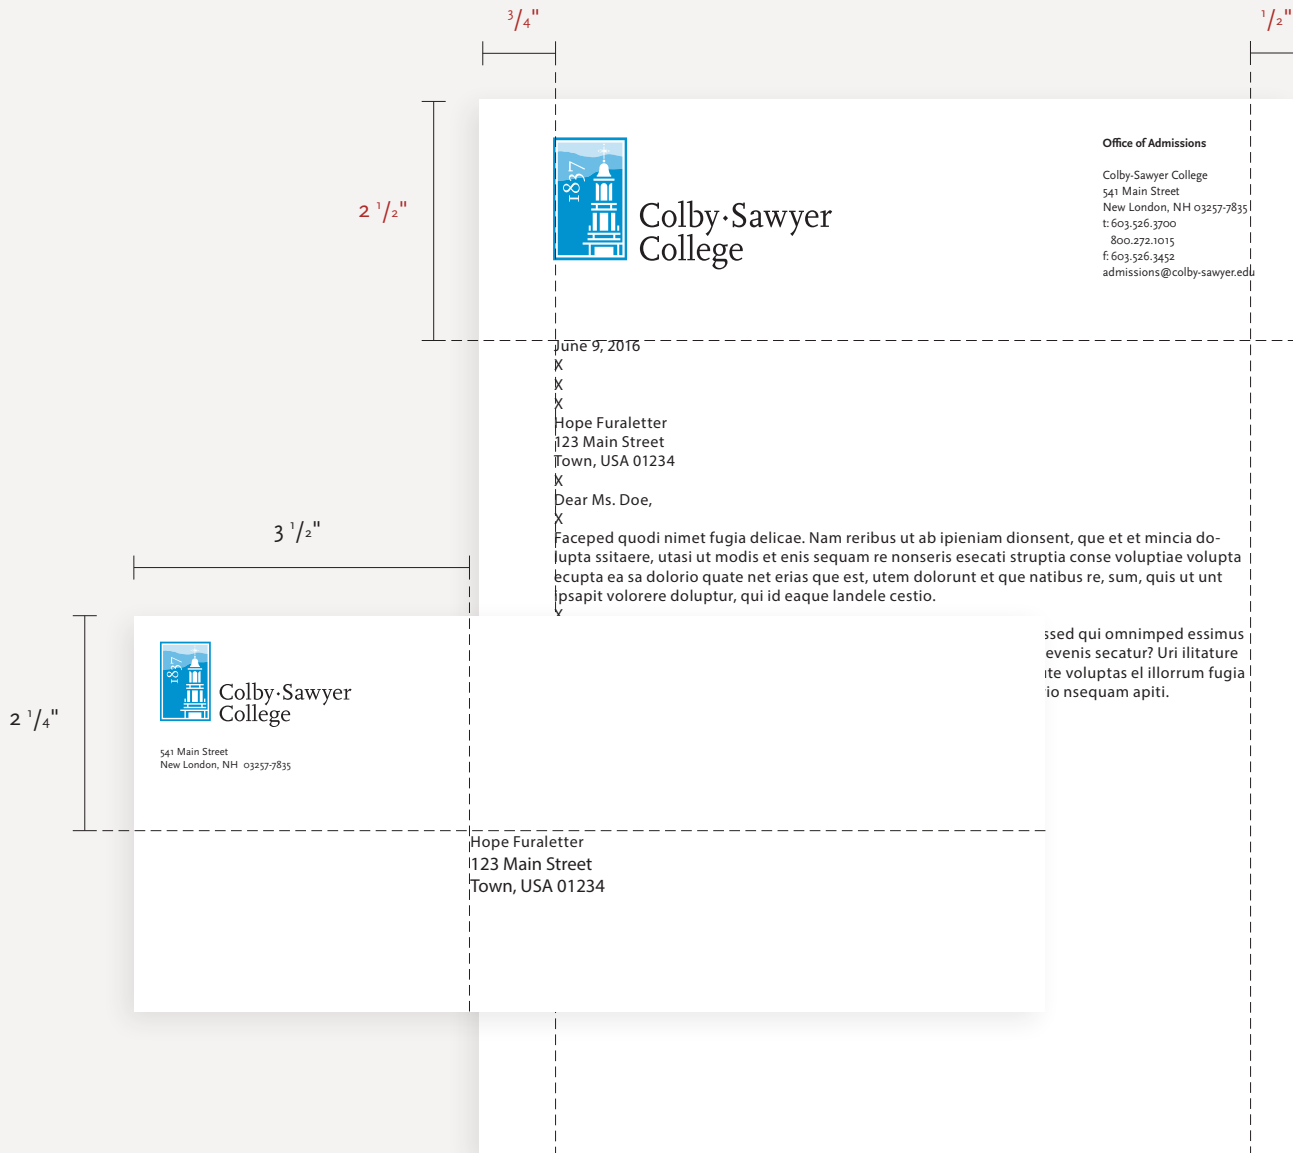 3/4"
1/2"
2 1/2"
1837
Colby·Sawyer
College
Office of Admissions
Colby-Sawyer College
541 Main Street
New London, NH 03257-7835
t: 603.526.3700
800.272.1015
f: 603.526.3452
admissions@colby-sawyer.edu
June 9, 2016
X
X
X
Hope Furaletter
123 Main Street
Town, USA 01234
X
Dear Ms. Doe,
X
Faceped quodi nimet fugia delicae. Nam reribus ut ab ipieniam dionsent, que et et mincia do-
lupta ssitaere, utasi ut modis et enis sequam re nonseris esecati struptia conse voluptiae volupta
ecupta ea sa dolorio quate net erias que est, utem dolorunt et que natibus re, sum, quis ut unt
ipsapit volorere doluptur, qui id eaque landele cestio.
X
ssed qui omnimped essimus
evenis secatur? Uri ilitature
voluptas el illorrum fugia
nsequam apiti.
3 1/2"
2 1/4"
1837
Colby·Sawyer
College
541 Main Street
New London, NH 03257-7835
Hope Furaletter
123 Main Street
Town, USA 01234